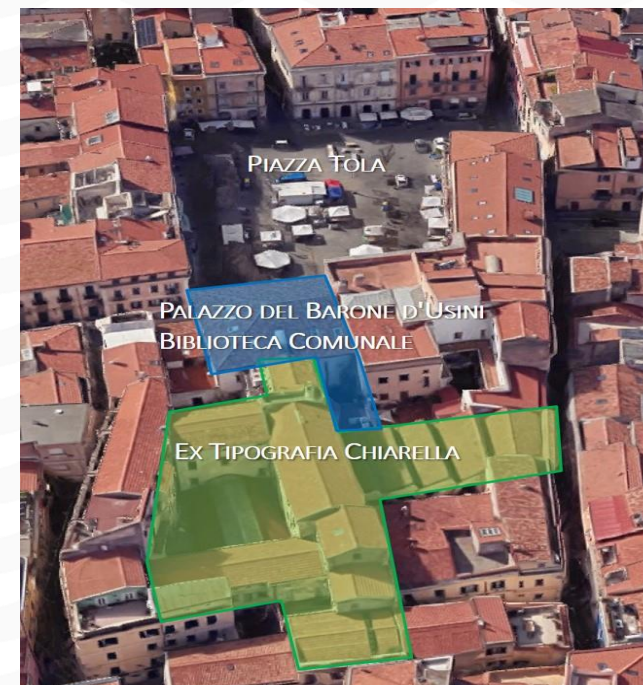 PIAZZA TOLA
PALAZZO DEL BARONE D'USINI
BIBLIOTECA COMUNALE
EX TIPOGRAFIA CHIARELLA